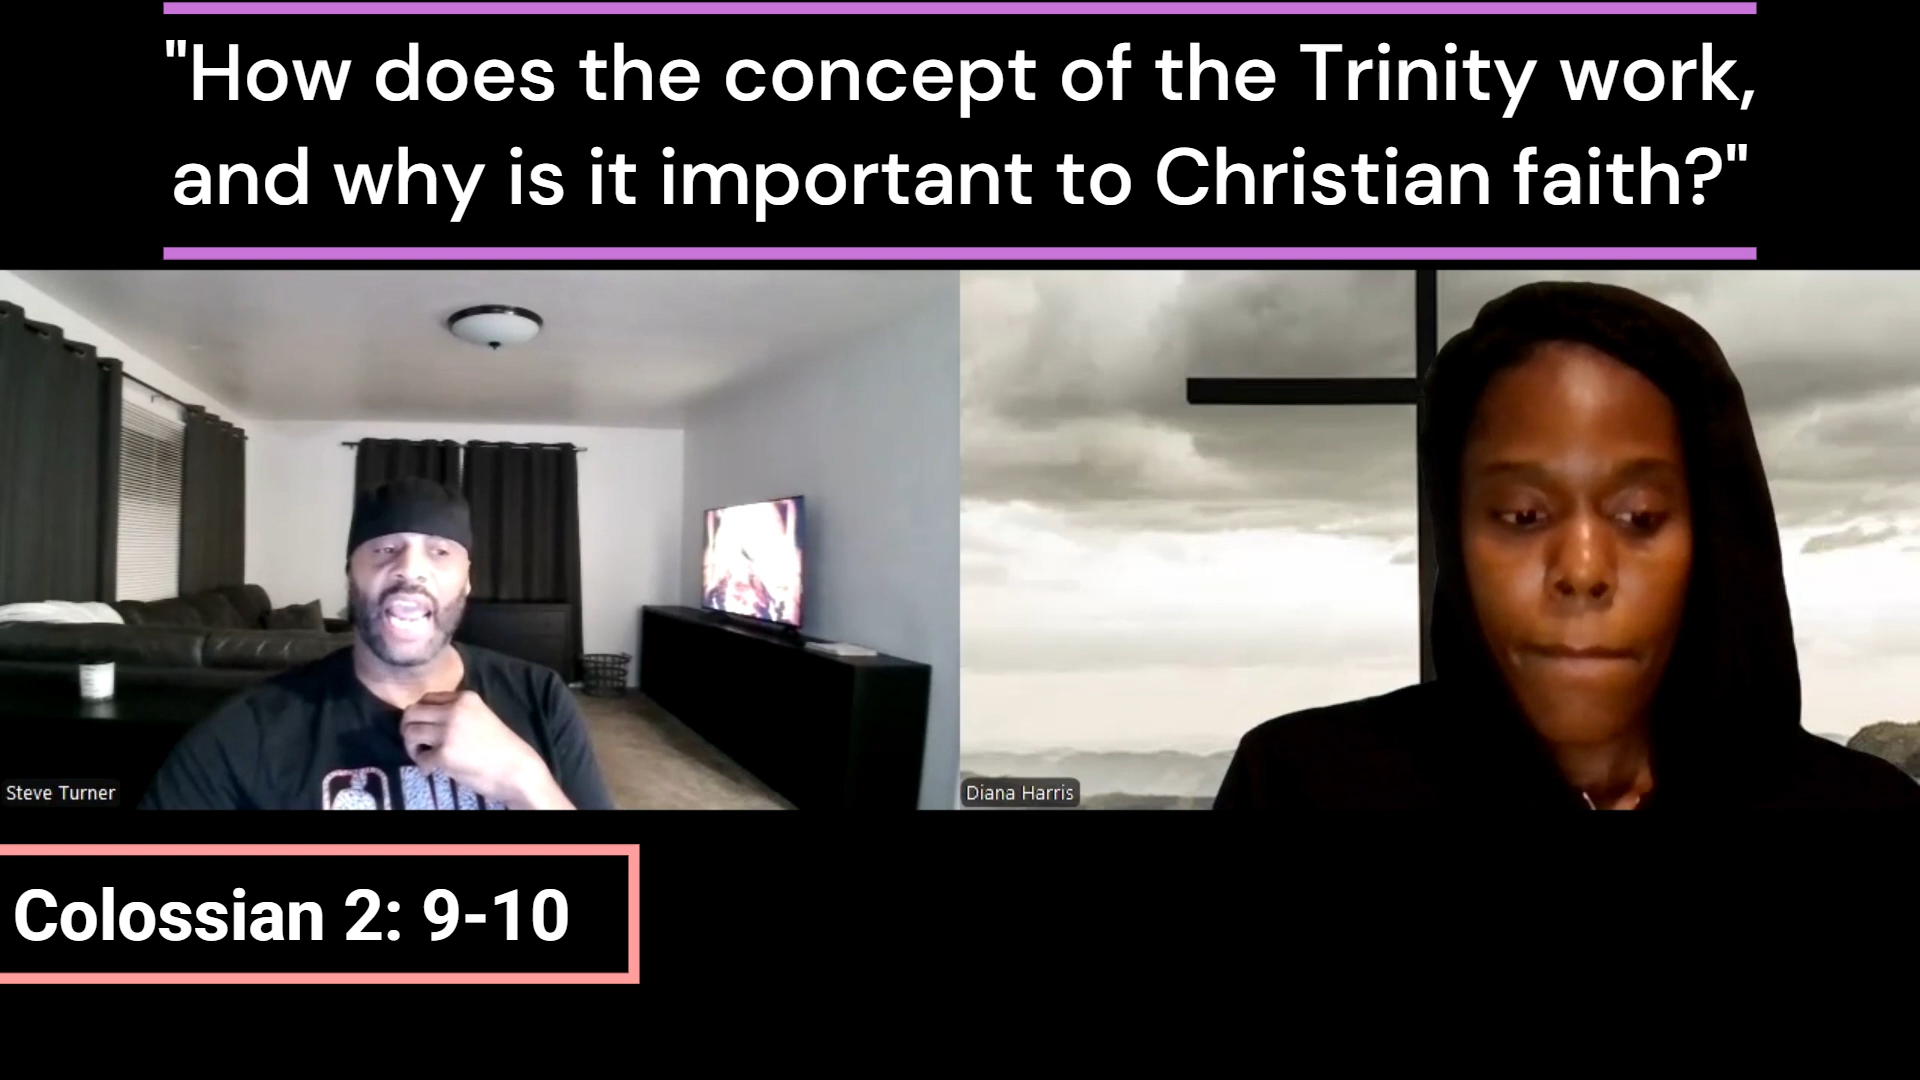 "How does the concept of the Trinity work,
and why is it important to Christian faith?"
Steve Turner
Diana Harris
Colossian 2: 9-10